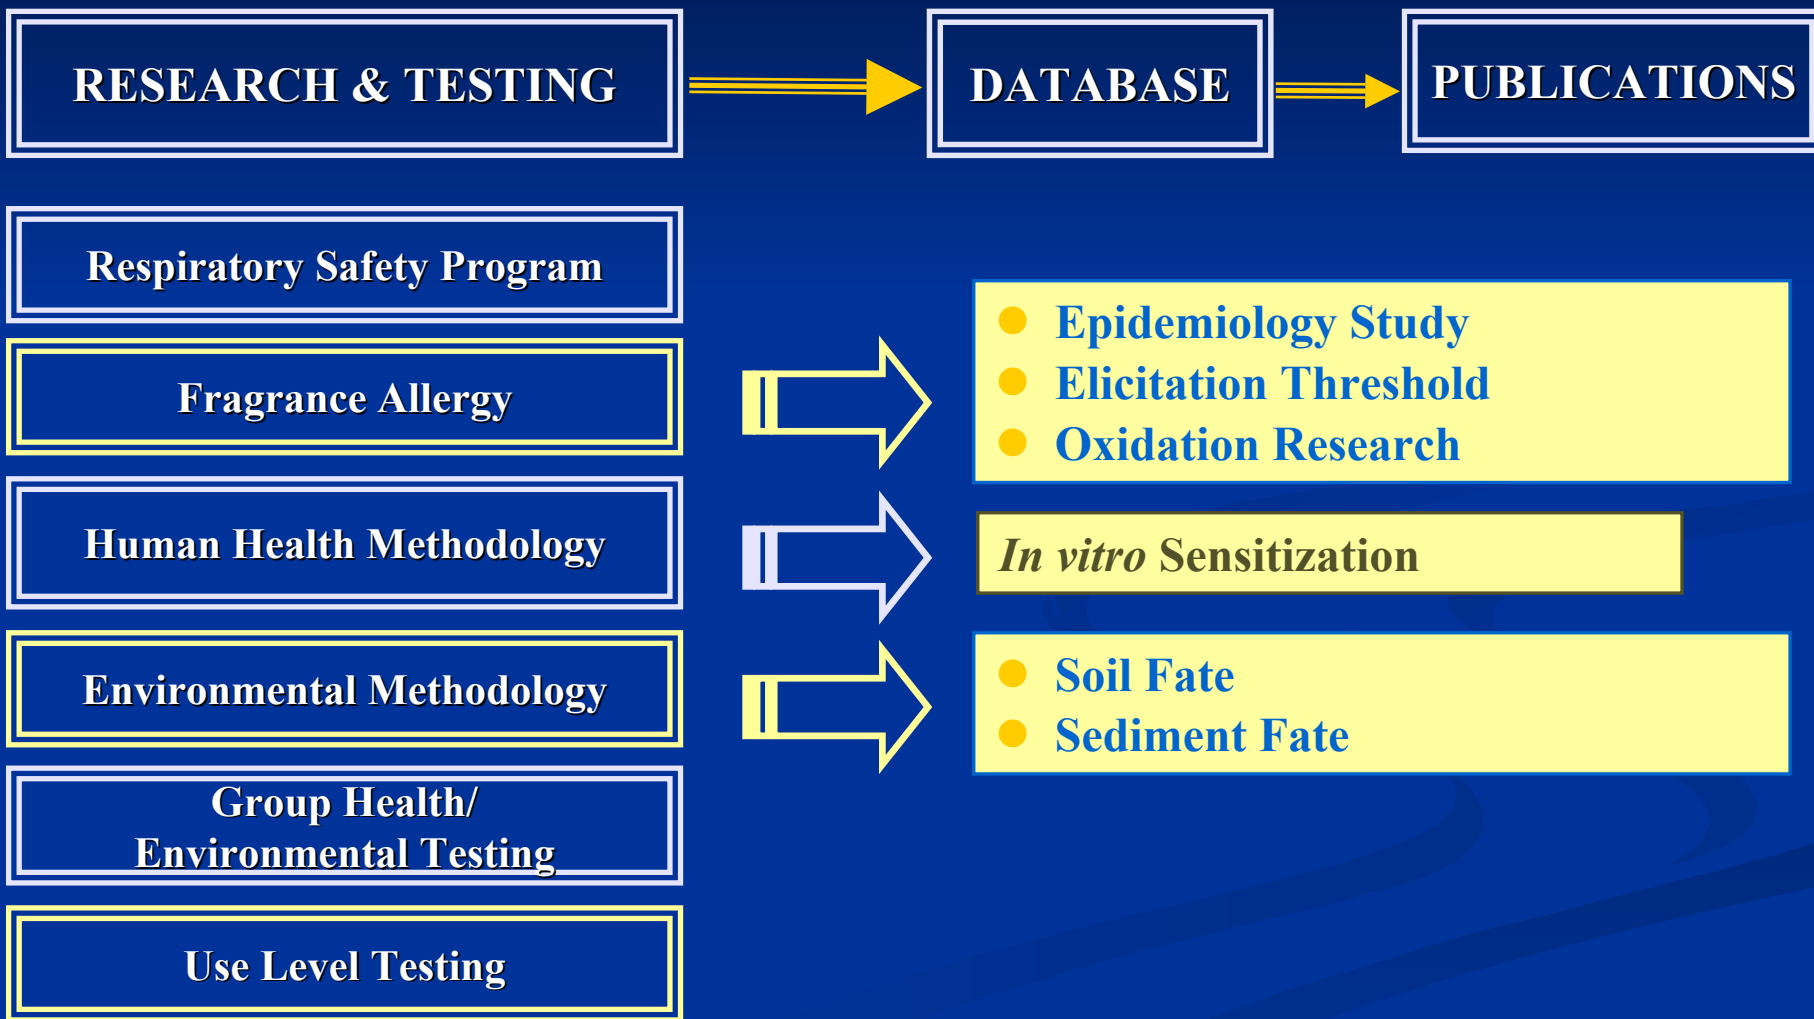 RESEARCH & TESTING
DATABASE
PUBLICATIONS
Respiratory Safety Program
Fragrance Allergy
Human Health Methodology
Environmental Methodology
Group Health/
Environmental Testing
Use Level Testing
Epidemiology Study
Elicitation Threshold
Oxidation Research
In vitro Sensitization
Soil Fate
Sediment Fate